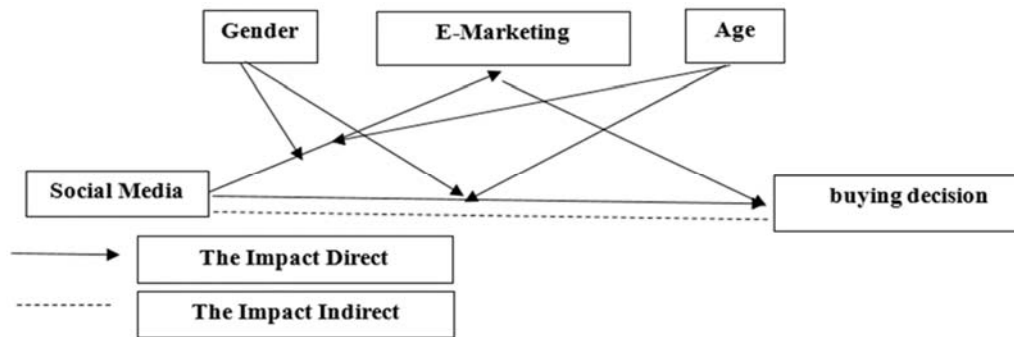 Gender
E-Marketing
Age
Social Media
buying decision
The Impact Direct
The Impact Indirect